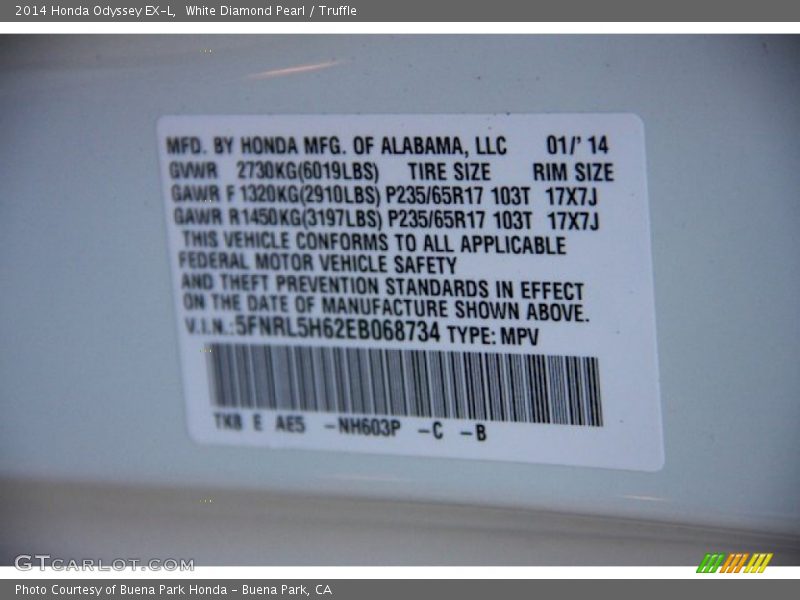 2014 Honda Odyssey EX-L, White Diamond Pearl / Truffle
MFD. BY HONDA MFG. OF ALABAMA, LLC 01/' 14
GVWR 2730KG(6019LBS) TIRE SIZE RIM SIZE
GAWR F 1320KG(2910LBS) P235/65R17 103T 17X7J
GAWR R1450KG(3197LBS) P235/65R17 103T 17X7J
THIS VEHICLE CONFORMS TO ALL APPLICABLE
FEDERAL MOTOR VEHICLE SAFETY
AND THEFT PREVENTION STANDARDS IN EFFECT
ON THE DATE OF MANUFACTURE SHOWN ABOVE.
V.I.N.:5FNRL5H62EB068734 TYPE: MPV
TK8 E AE5 -NH603P -C -B
GTCARLOT.COM
Photo Courtesy of Buena Park Honda - Buena Park, CA